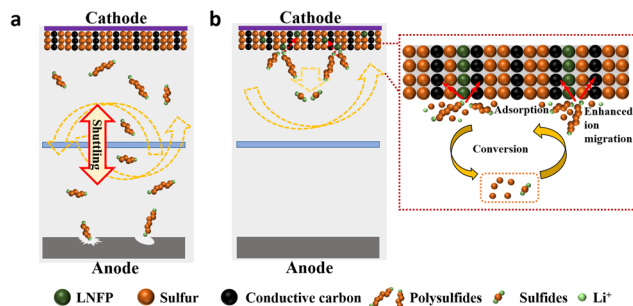 a
Cathode
Shuttling
Anode
b
Cathode
Anode
Adsorption
Enhanced
ion
migration
Conversion
LNFP
Sulfur
Conductive carbon
Polysulfides
Sulfides
Li⁺